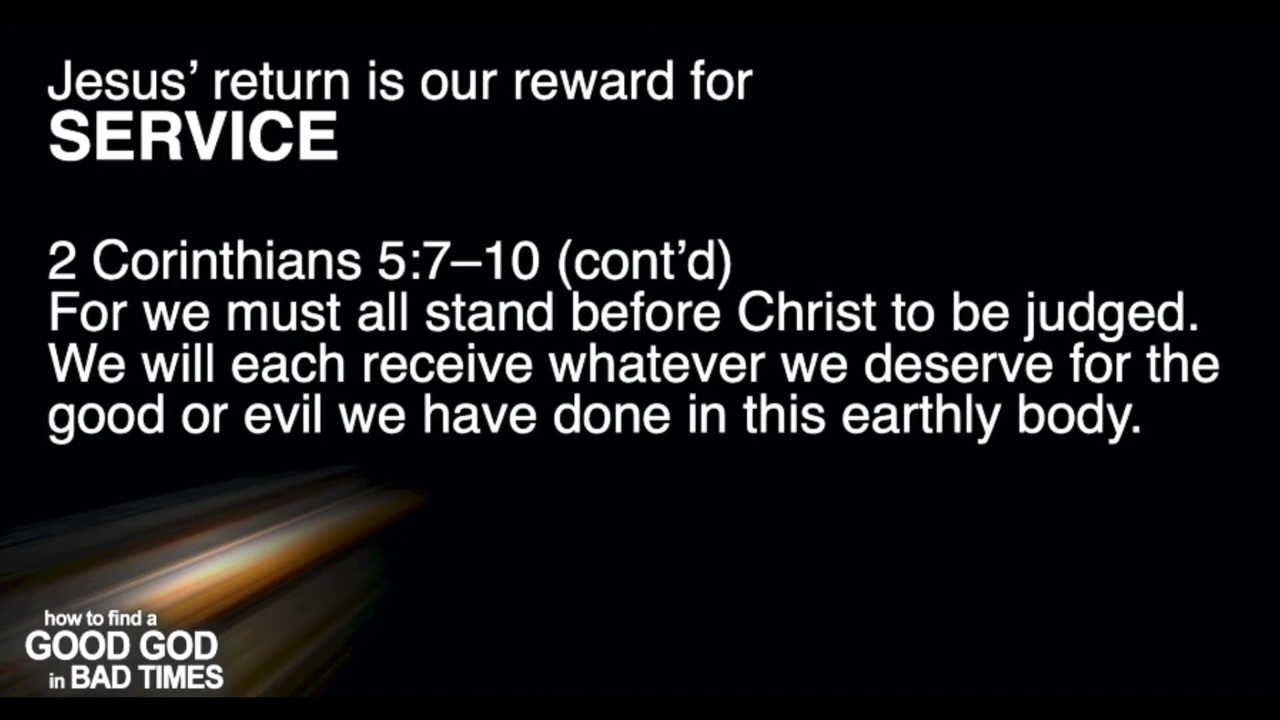 Jesus’ return is our reward for
SERVICE
2 Corinthians 5:7–10 (cont’d)
For we must all stand before Christ to be judged.
We will each receive whatever we deserve for the
good or evil we have done in this earthly body.
how to find a
GOOD GOD
in BAD TIMES